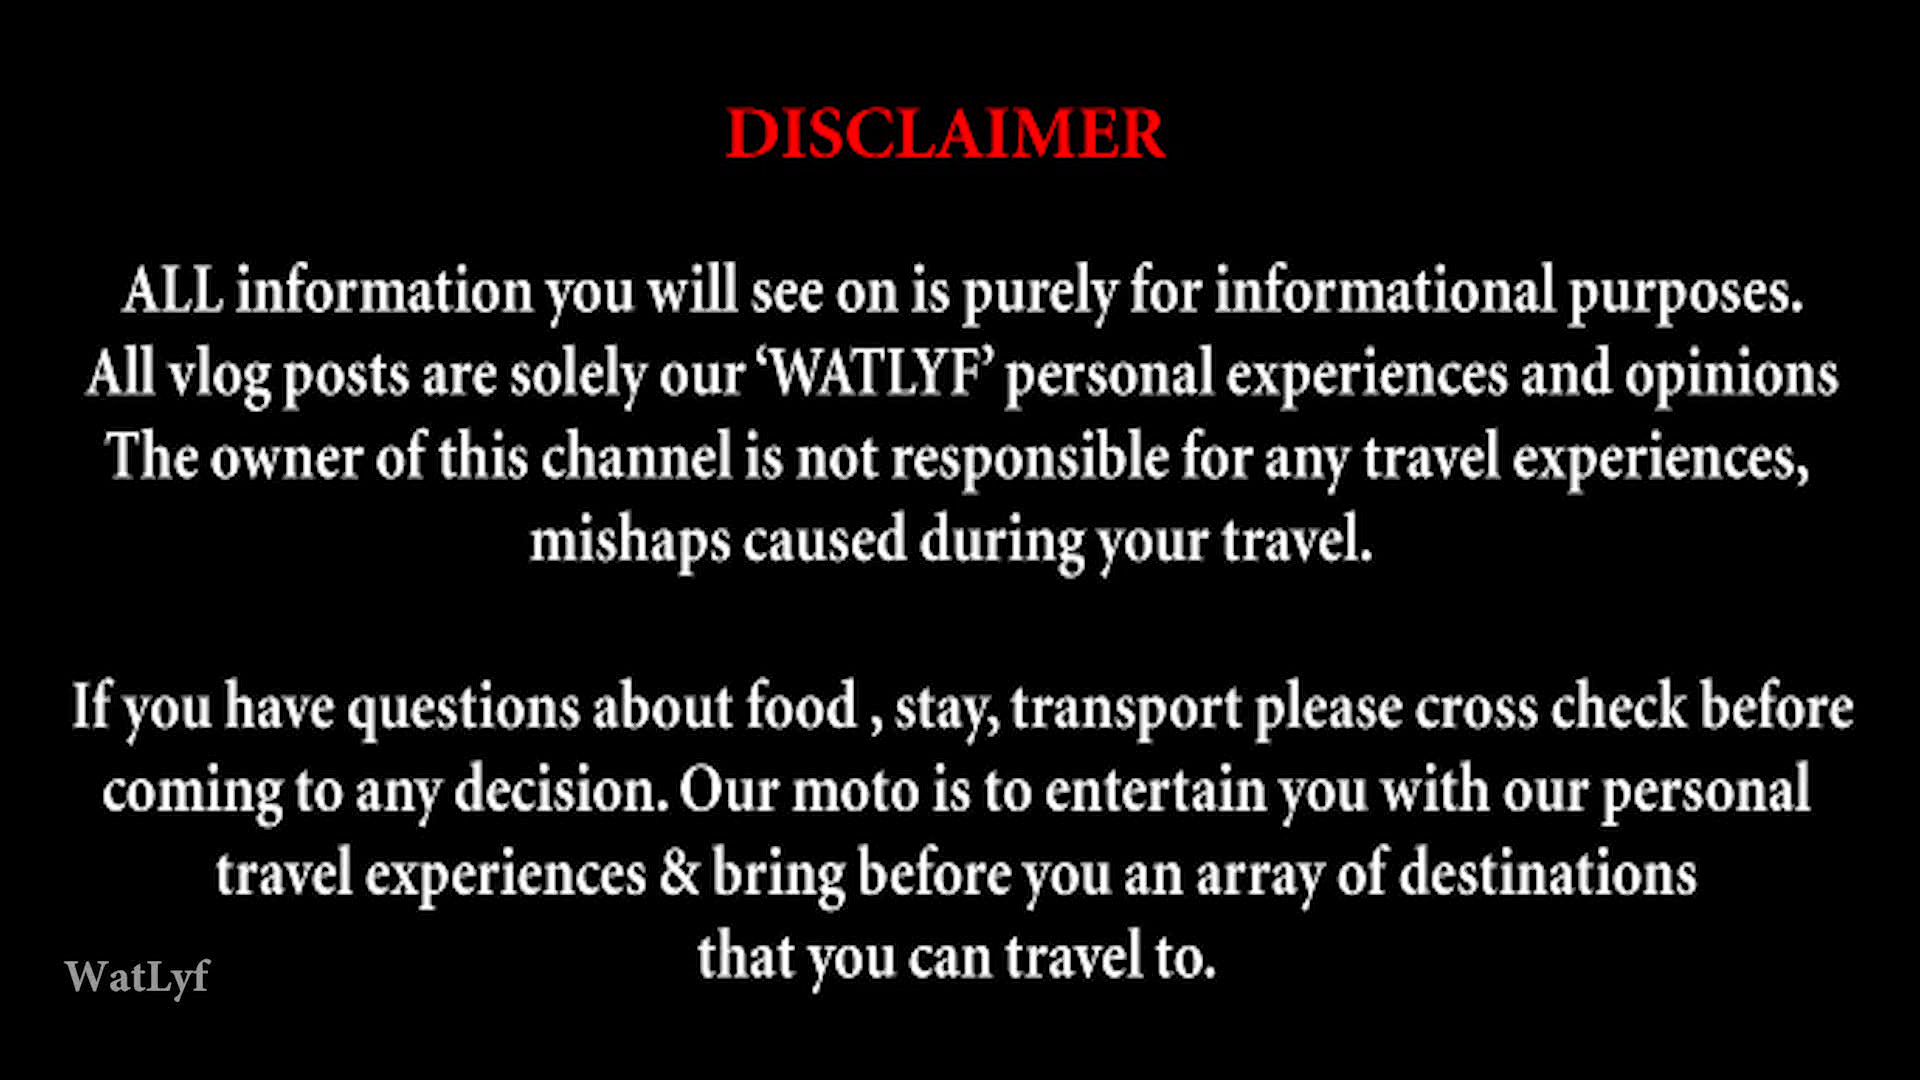 DISCLAIMER
ALL information you will see on is purely for informational purposes.
All vlog posts are solely our ‘WATLYF’ personal experiences and opinions
The owner of this channel is not responsible for any travel experiences,
mishaps caused during your travel.
If you have questions about food , stay, transport please cross check before
coming to any decision. Our moto is to entertain you with our personal
travel experiences & bring before you an array of destinations
that you can travel to.
WatLyf